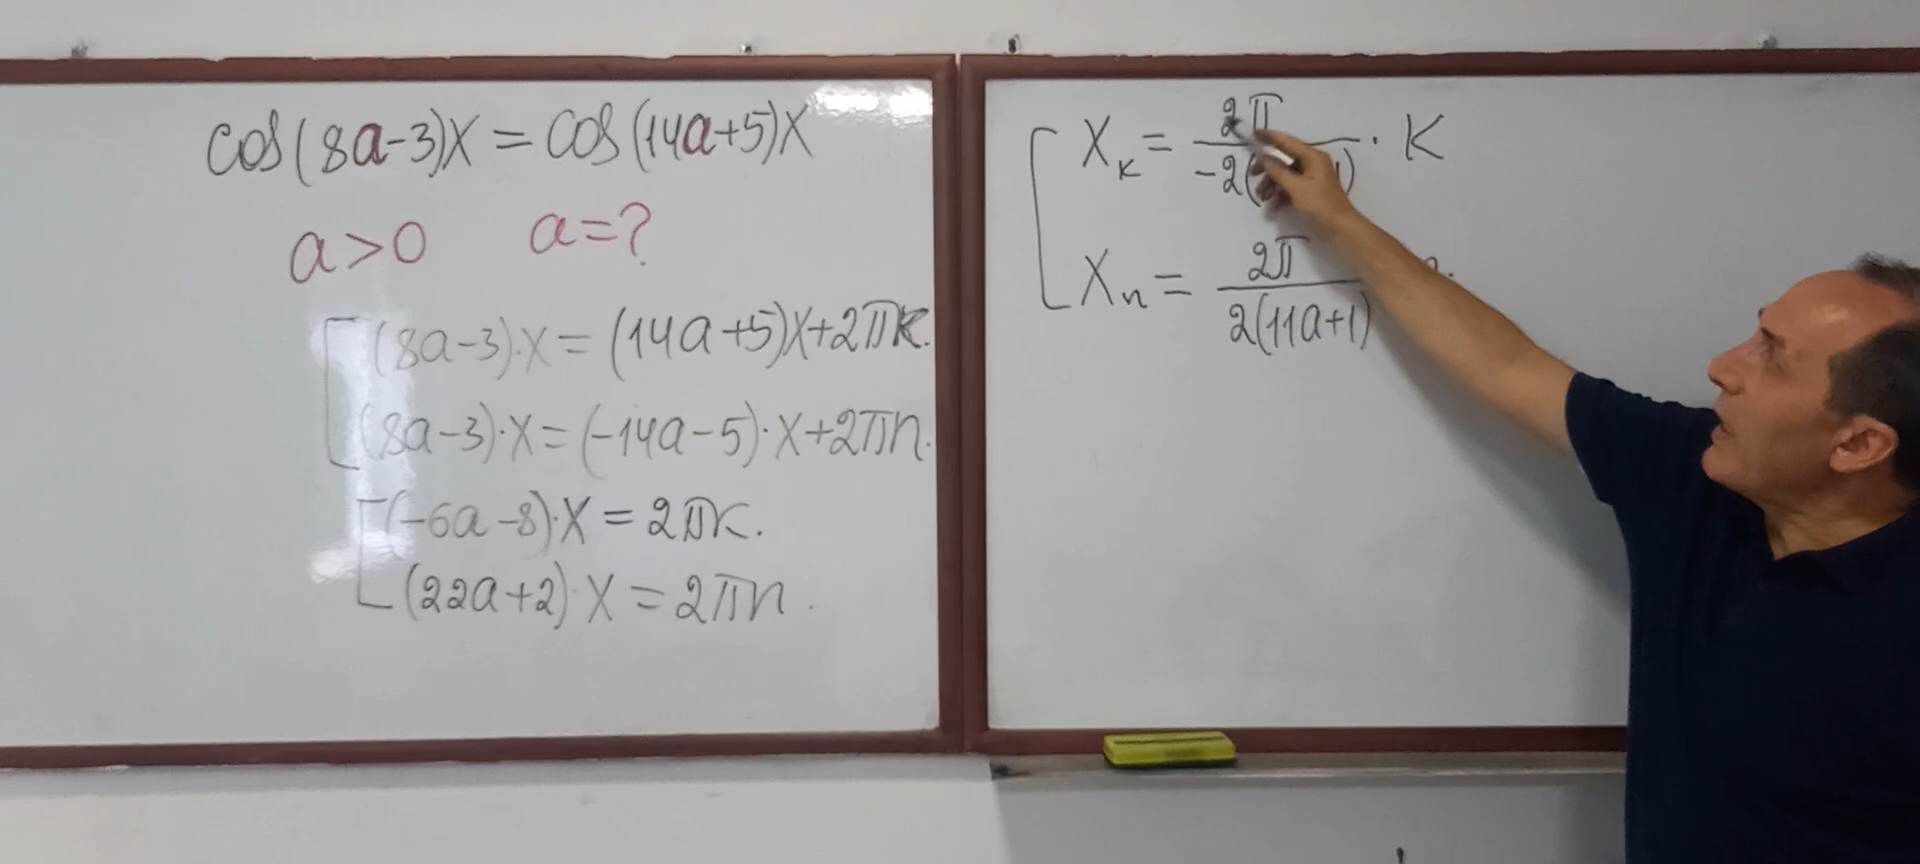 cos(8a-3)X = cos(14a+5)X
a>0 a=?
(8a-3)·X = (14a+5)X+2πk.
(8a-3)·X = (-14a-5)·X+2πn.
(-6a-8)·X = 2πk.
(22a+2)·X = 2πn.
Xk = 2π / -2( 1) · K
Xn = 2π / 2(11a+1)